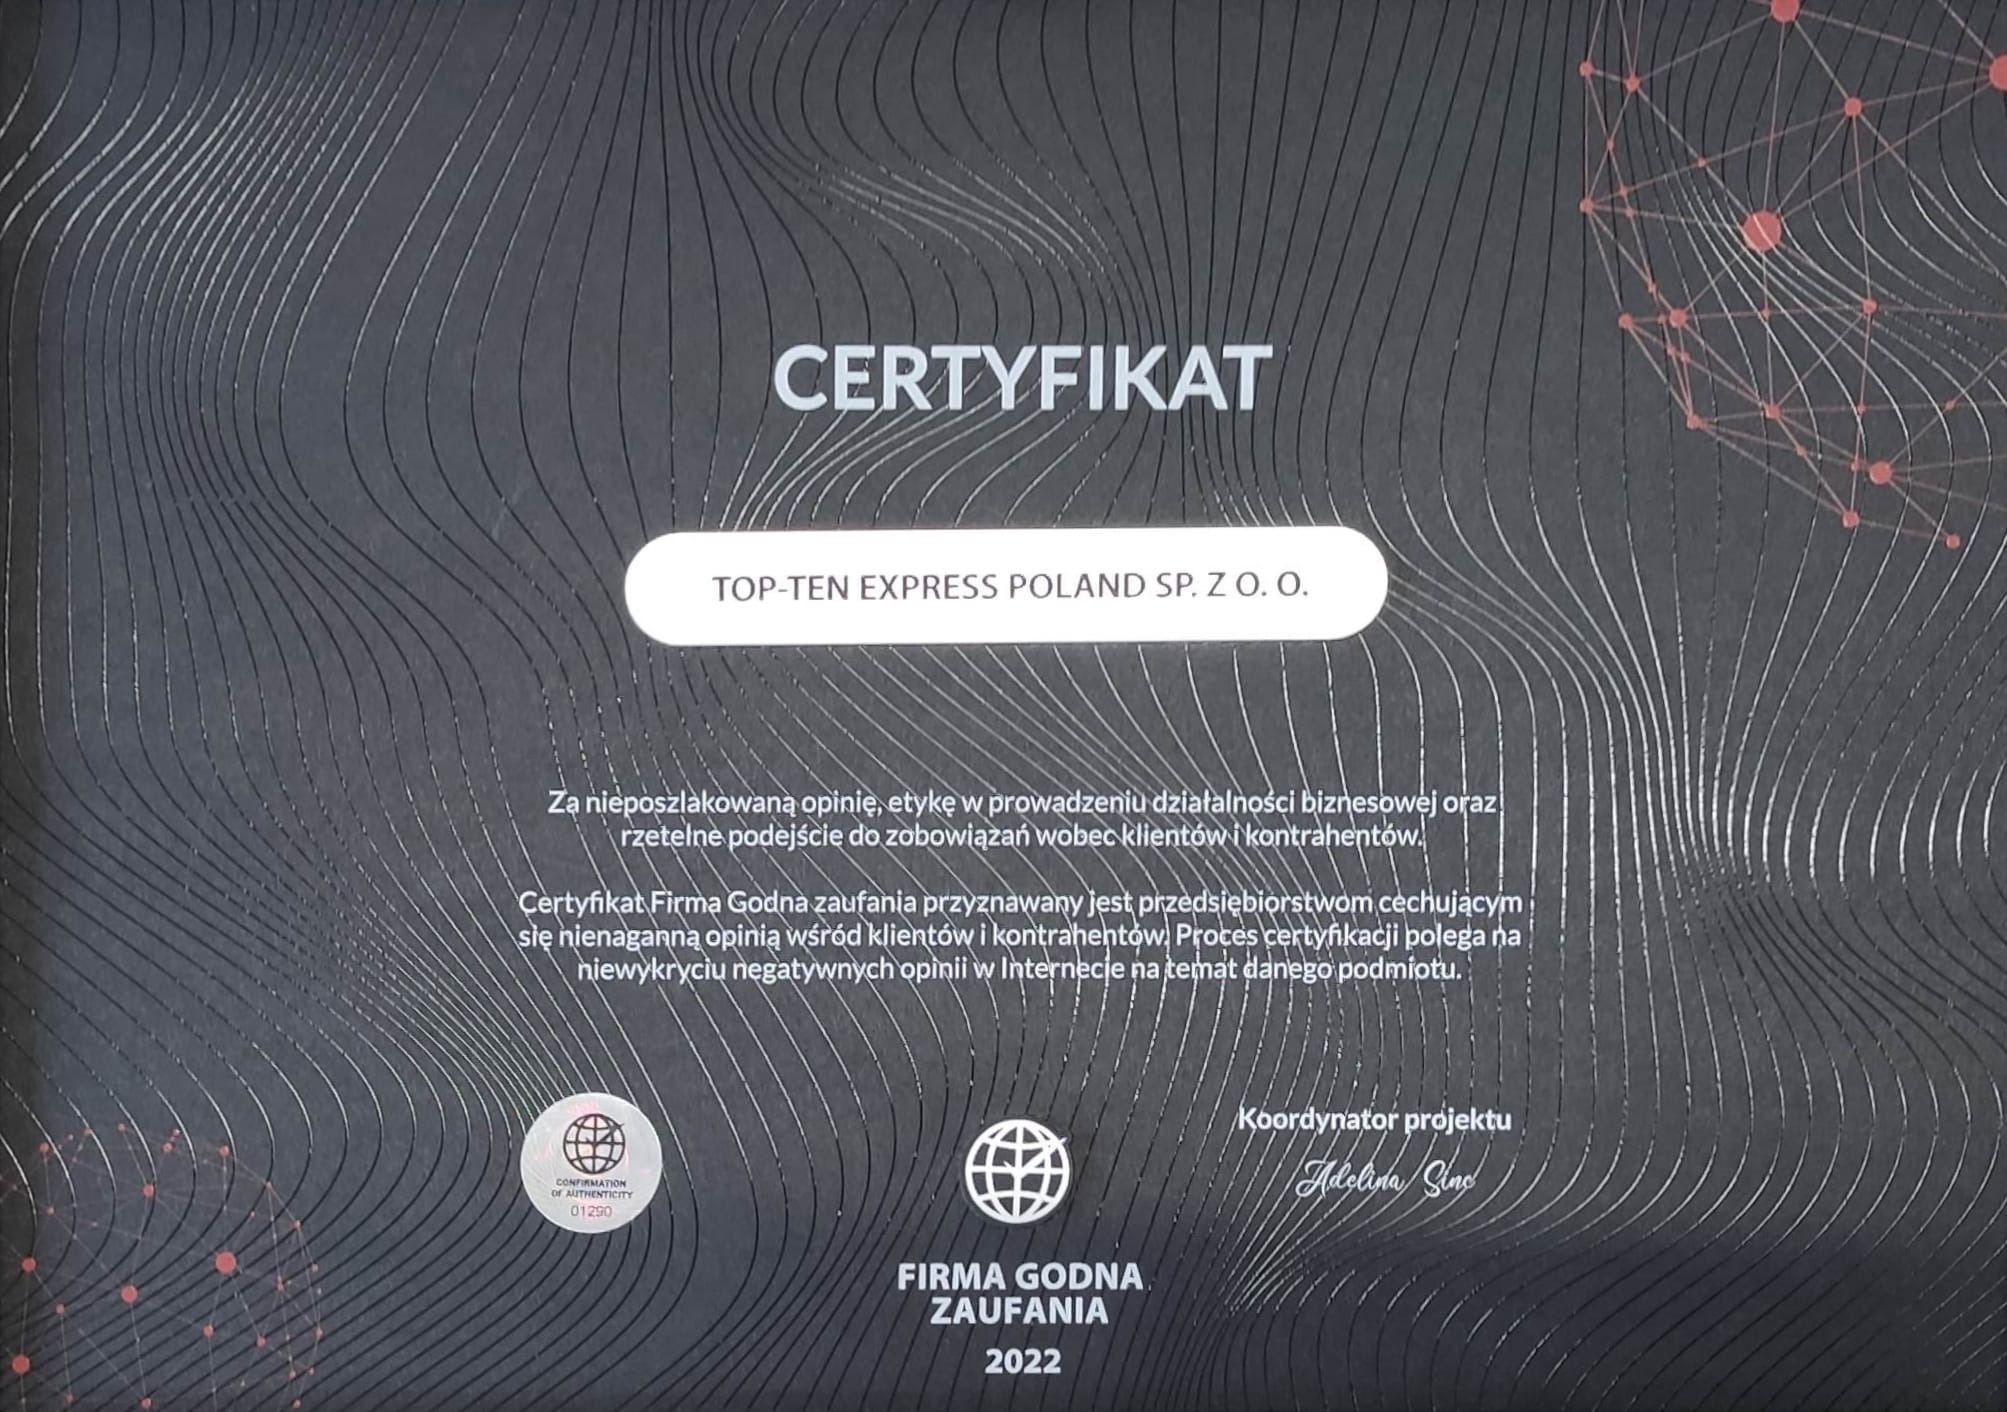 CERTYFIKAT
TOP-TEN EXPRESS POLAND SP. Z O. O.
Za nieposzlakowaną opinię, etykę w prowadzeniu działalności biznesowej oraz
rzetelne podejście do zobowiązań wobec klientów i kontrahentów.
Certyfikat Firma Godna zaufania przyznawany jest przedsiębiorstwom cechującym
się nienaganną opinią wśród klientów i kontrahentów. Proces certyfikacji polega na
niewykryciu negatywnych opinii w Internecie na temat danego podmiotu.
CONFIRMATION
OF AUTHENTICITY
01290
FIRMA GODNA
ZAUFANIA
2022
Koordynator projektu
Adelina Sinc